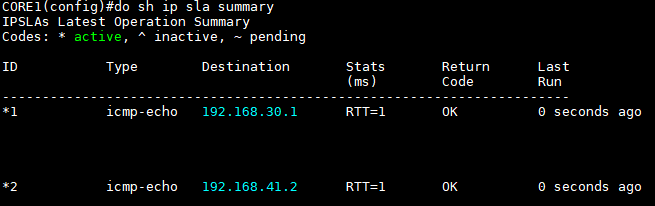 CORE1(config)#do sh ip sla summary
IPSLAs Latest Operation Summary
Codes: * active, ^ inactive, ~ pending
ID Type Destination Stats Return Last
(ms) Code Run
-----------------------------------------------------------------------
*1 icmp-echo 192.168.30.1 RTT=1 OK 0 seconds ago
*2 icmp-echo 192.168.41.2 RTT=1 OK 0 seconds ago